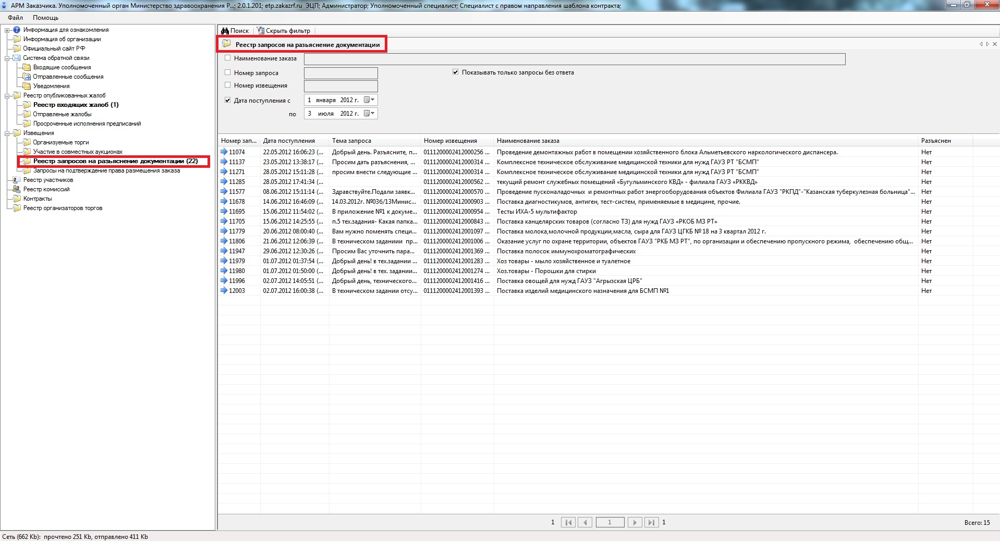 АРМ Заказчика. Уполномоченный орган Министерство здравоохранения Р...; 2.0.1.201; etp.zakazrf.ru ЭЦП; Администратор; Уполномоченный специалист; Специалист с правом направления шаблона контракта;
Файл Помощь
Информация для ознакомления
Информация об организации
Официальный сайт РФ
Система обратной связи
Входящие сообщения
Отправленные сообщения
Уведомления
Реестр опубликованных жалоб
Реестр входящих жалоб (1)
Отправленые жалобы
Просроченные исполнения предписаний
Извещения
Организуемые торги
Участие в совместных аукционах
Реестр запросов на разъяснение документации (22)
Запросы на подтверждение права размещения заказа
Реестр участников
Реестр комиссий
Контракты
Реестр организаторов торгов
Поиск Скрыть фильтр
Реестр запросов на разъяснение документации
Наименование заказа
Номер запроса Показывать только запросы без ответа
Номер извещения
Дата поступления с 1 января 2012 г.
по 3 июля 2012 г.
Номер зап... Дата поступления Тема запроса Номер извещения Наименование заказа Разъяснен
11074 22.05.2012 16:06:23 (... Добрый день. Разъясните, п... 0111200002412000256 ... Проведение демонтажных работ в помещении хозяйственного блока Альметьевского наркологического диспансера. Нет
11137 23.05.2012 13:38:17 (... Просим дать разъяснения, ... 0111200002412000314 ... Комплексное техническое обслуживание медицинской техники для нужд ГАУЗ РТ "БСМП" Нет
11271 28.05.2012 15:11:28 (... просим внести следующие ... 0111200002412000314 ... Комплексное техническое обслуживание медицинской техники для нужд ГАУЗ РТ "БСМП" Нет
11285 28.05.2012 17:41:34 (... 0111200002412000562 ... текущий ремонт служебных помещений «Бугульминского КВД» - филиала ГАУЗ «РККВД» Нет
11577 08.06.2012 15:11:14 (... Здравствуйте.Подали заявк... 0111200002412000570 ... Проведение пусконаладочных и ремонтных работ энергооборудования объектов Филиала ГАУЗ "РКПД"-"Казанская туберкулезная больница"... Нет
11678 14.06.2012 16:46:09 (... 14.03.2012г. №036/13Минис... 0111200002412000903 ... Поставка диагностикумов, антиген, тест-систем, применяемые в медицине, прочие. Нет
11695 15.06.2012 11:54:02 (... В приложение №1 к докуме... 0111200002412000954 ... Тесты ИХА-5 мультифактор Нет
11705 15.06.2012 14:25:55 (... п.5 тех.задания- Какая папка... 0111200002412000843 ... Поставка канцелярских товаров (согласно ТЗ) для нужд ГАУЗ «РКОБ МЗ РТ» Нет
11779 20.06.2012 08:00:40 (... Вам нужно поменять специ... 0111200002412001097 ... Поставка молока,молочной продукции,масла, сыра для ГАУЗ ЦГКБ № 18 на 3 квартал 2012 г. Нет
11806 21.06.2012 12:06:39 (... В техническом заданиии пр... 0111200002412001006 ... Оказание услуг по охране территории, объектов ГАУЗ "РКБ МЗ РТ", по организации и обеспечению пропускного режима, обеспечению общ... Нет
11947 29.06.2012 12:30:26 (... Просим Вас уточнить пара... 0111200002412001369 ... Поставка полосок иммунохроматографических Нет
11979 01.07.2012 01:37:54 (... Добрый день! в тех.задании ... 0111200002412001283 ... Хоз товары - мыло хозяйственное и туалетное Нет
11980 01.07.2012 01:50:00 (... Добрый день! в тех. задании... 0111200002412001274 ... Хоз.товары - Порошки для стирки Нет
11996 02.07.2012 14:05:51 (... Добрый день, технического... 0111200002412001416 ... Поставка овощей для нужд ГАУЗ "Агрызская ЦРБ" Нет
12003 02.07.2012 16:00:38 (... В техническом задании отсу... 0111200002412001393 ... Поставка изделий медицинского назначения для БСМП №1 Нет
1 1 1 Всего: 15
Сеть (662 Kb): прочтено 251 Kb, отправлено 411 Kb